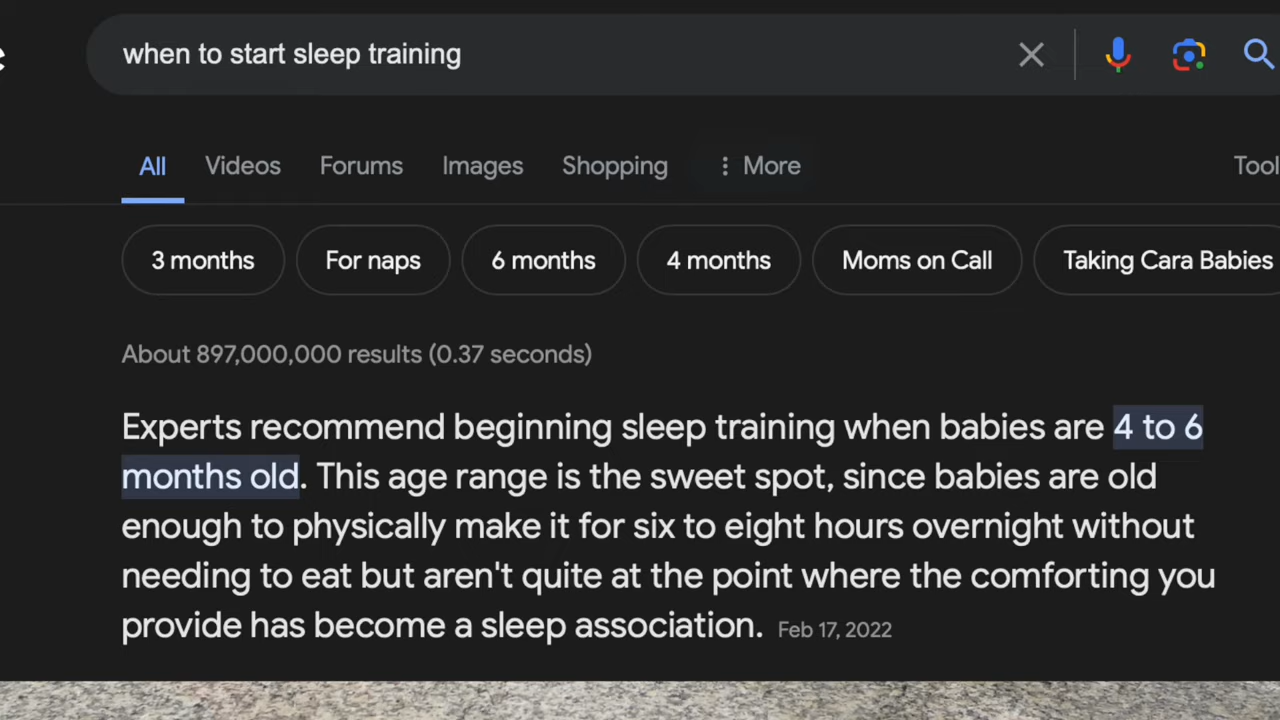 when to start sleep training
All Videos Forums Images Shopping More
3 months For naps 6 months 4 months Moms on Call Taking Cara Babies
About 897,000,000 results (0.37 seconds)
Experts recommend beginning sleep training when babies are 4 to 6
months old. This age range is the sweet spot, since babies are old
enough to physically make it for six to eight hours overnight without
needing to eat but aren't quite at the point where the comforting you
provide has become a sleep association. Feb 17, 2022